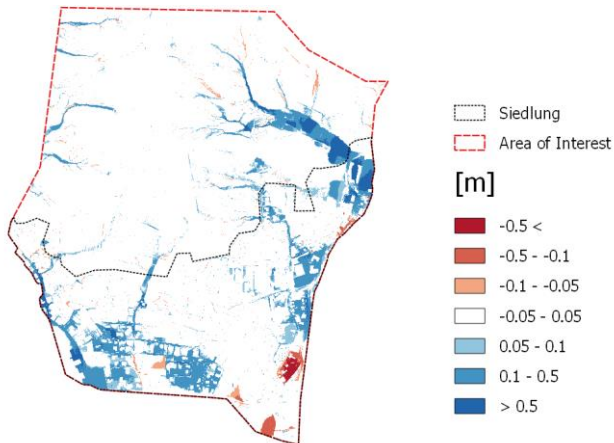 Siedlung
Area of Interest
[m]
-0.5 <
-0.5 - -0.1
-0.1 - -0.05
-0.05 - 0.05
0.05 - 0.1
0.1 - 0.5
> 0.5